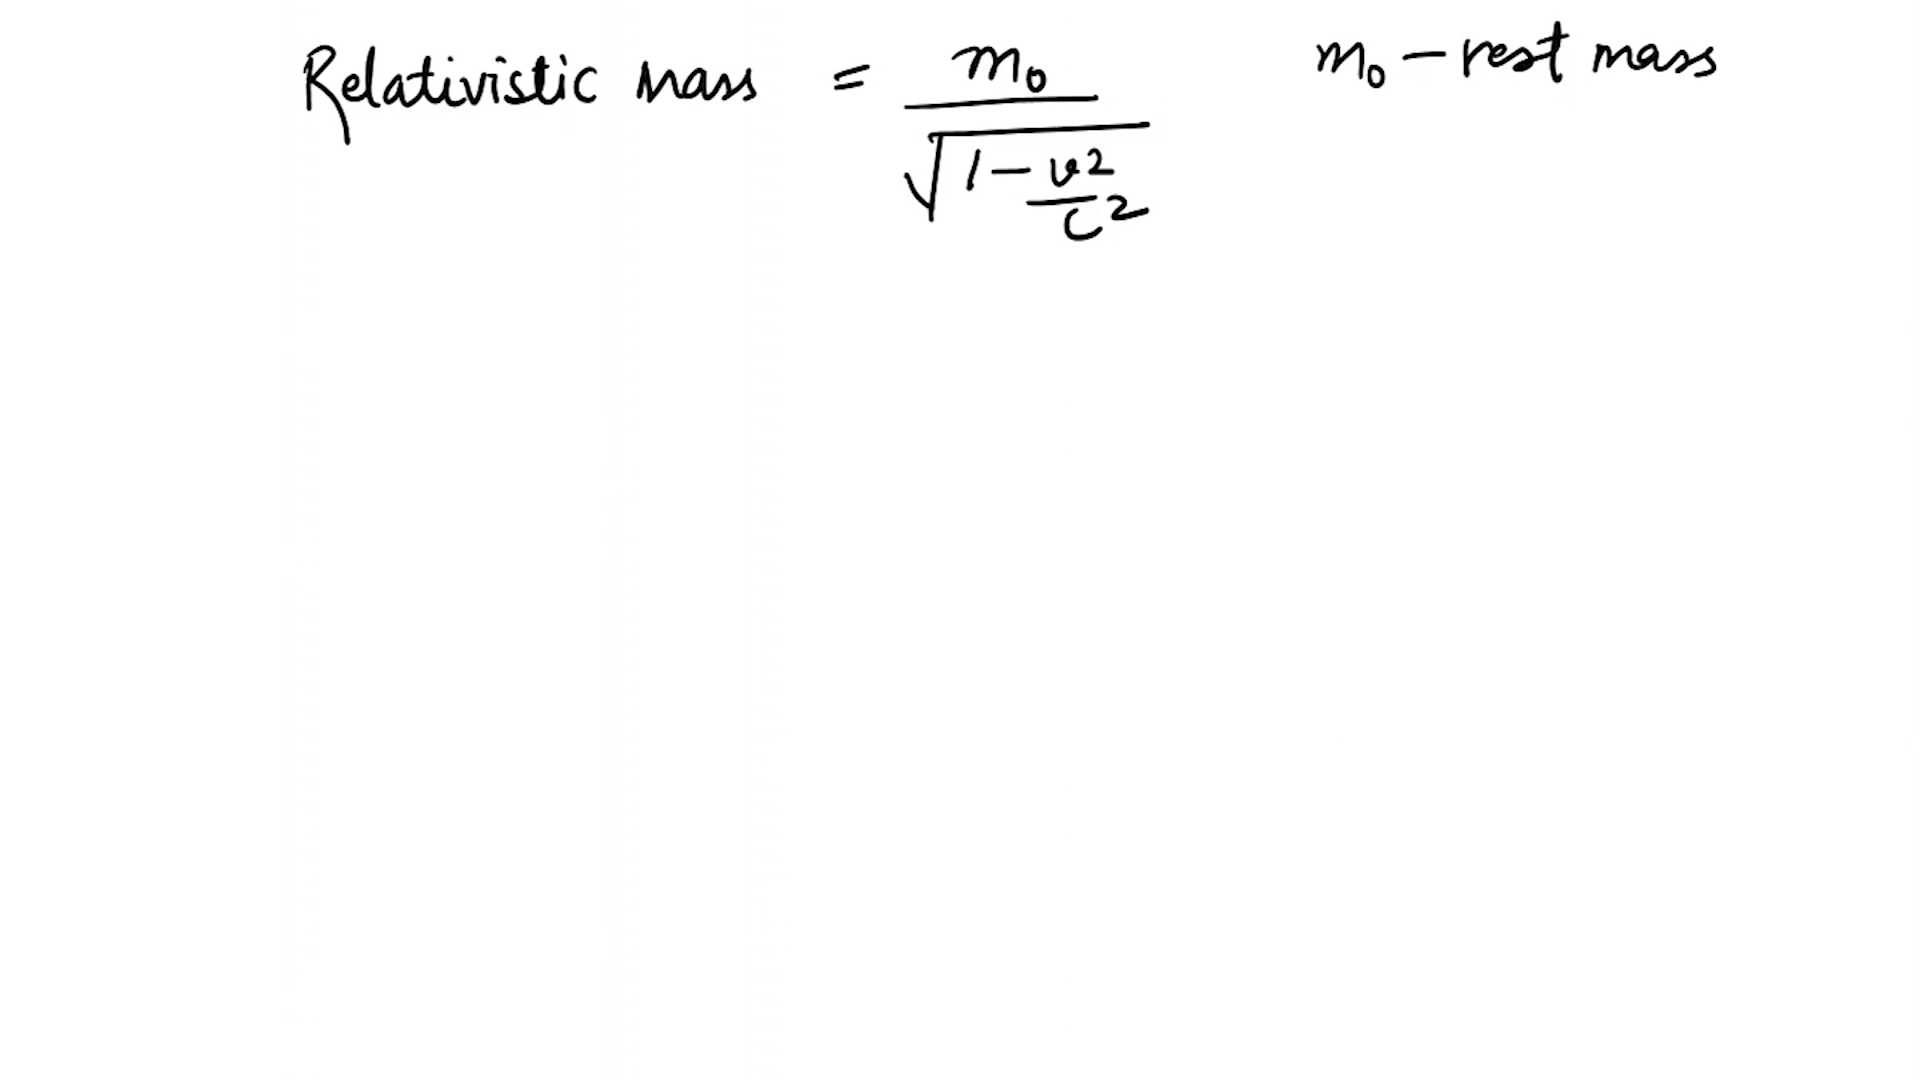 Relativistic mass = m₀ / √(1 − v²/c²)
m₀ – rest mass